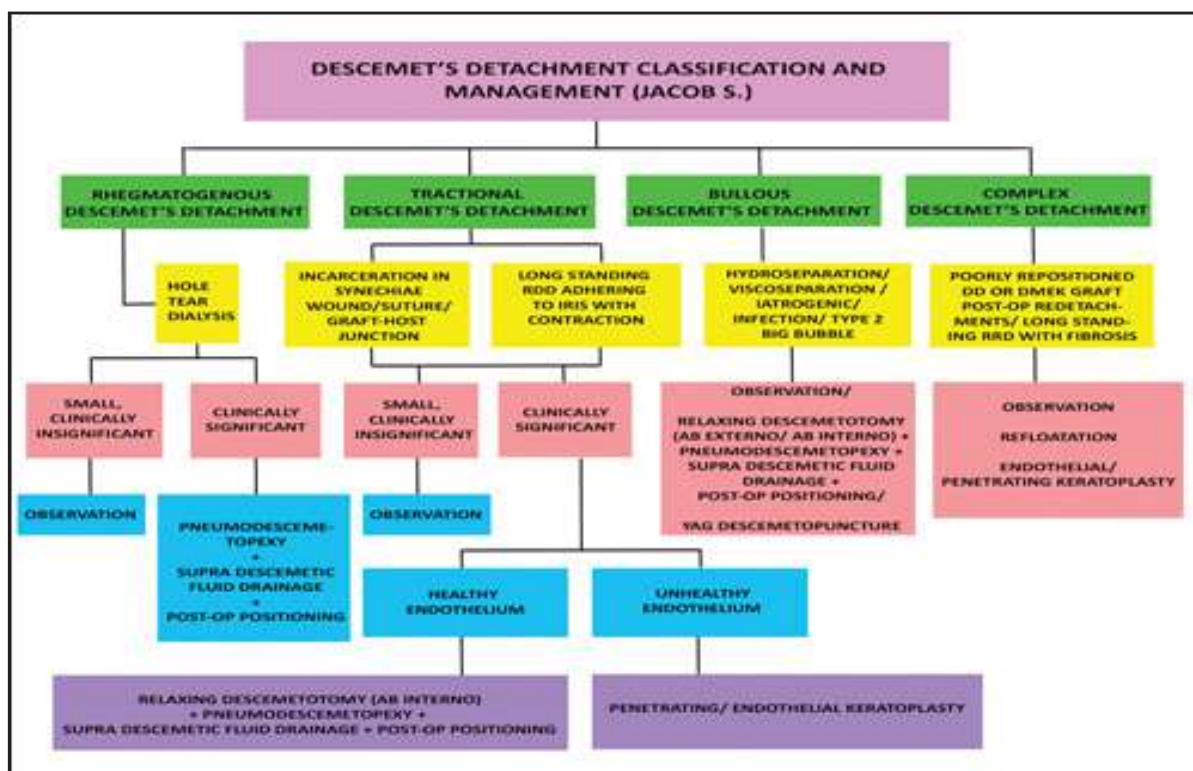 DESCEMET'S DETACHMENT CLASSIFICATION AND
MANAGEMENT (JACOB S.)
RHEGMATOGENOUS
DESCEMET'S DETACHMENT
TRACTIONAL
DESCEMET'S DETACHMENT
BULLOUS
DESCEMET'S DETACHMENT
COMPLEX
DESCEMET'S DETACHMENT
HOLE
TEAR
DIALYSIS
INCARCERATION IN
SYNECHIAE
WOUND/SUTURE/
GRAFT-HOST
JUNCTION
LONG STANDING
RDD ADHERING
TO IRIS WITH
CONTRACTION
HYDROSEPARATION/
VISCOSEPARATION /
IATROGENIC/
INFECTION/ TYPE 2
BIG BUBBLE
POORLY REPOSITIONED
DD OR DMEK GRAFT
POST-OP REDETACH-
MENTS/ LONG STAND-
ING RRD WITH FIBROSIS
SMALL,
CLINICALLY
INSIGNIFICANT
CLINICALLY
SIGNIFICANT
SMALL,
CLINICALLY
INSIGNIFICANT
CLINICALLY
SIGNIFICANT
OBSERVATION/
RELAXING DESCEMETOTOMY
(AB EXTERNO/ AB INTERNO) +
PNEUMODESCEMETOPEXY +
SUPRA DESCEMETIC FLUID
DRAINAGE +
POST-OP POSITIONING/
YAG DESCEMETOPUNCTURE
OBSERVATION
REFLOATATION
ENDOTHELIAL/
PENETRATING KERATOPLASTY
OBSERVATION
PNEUMODESCEME-
TOPEXY
+
SUPRA DESCEMETIC
FLUID DRAINAGE
+
POST-OP POSITIONING
OBSERVATION
HEALTHY
ENDOTHELIUM
UNHEALTHY
ENDOTHELIUM
RELAXING DESCEMETOTOMY (AB INTERNO)
+ PNEUMODESCEMETOPEXY +
SUPRA DESCEMETIC FLUID DRAINAGE + POST-OP POSITIONING
PENETRATING/ ENDOTHELIAL KERATOPLASTY